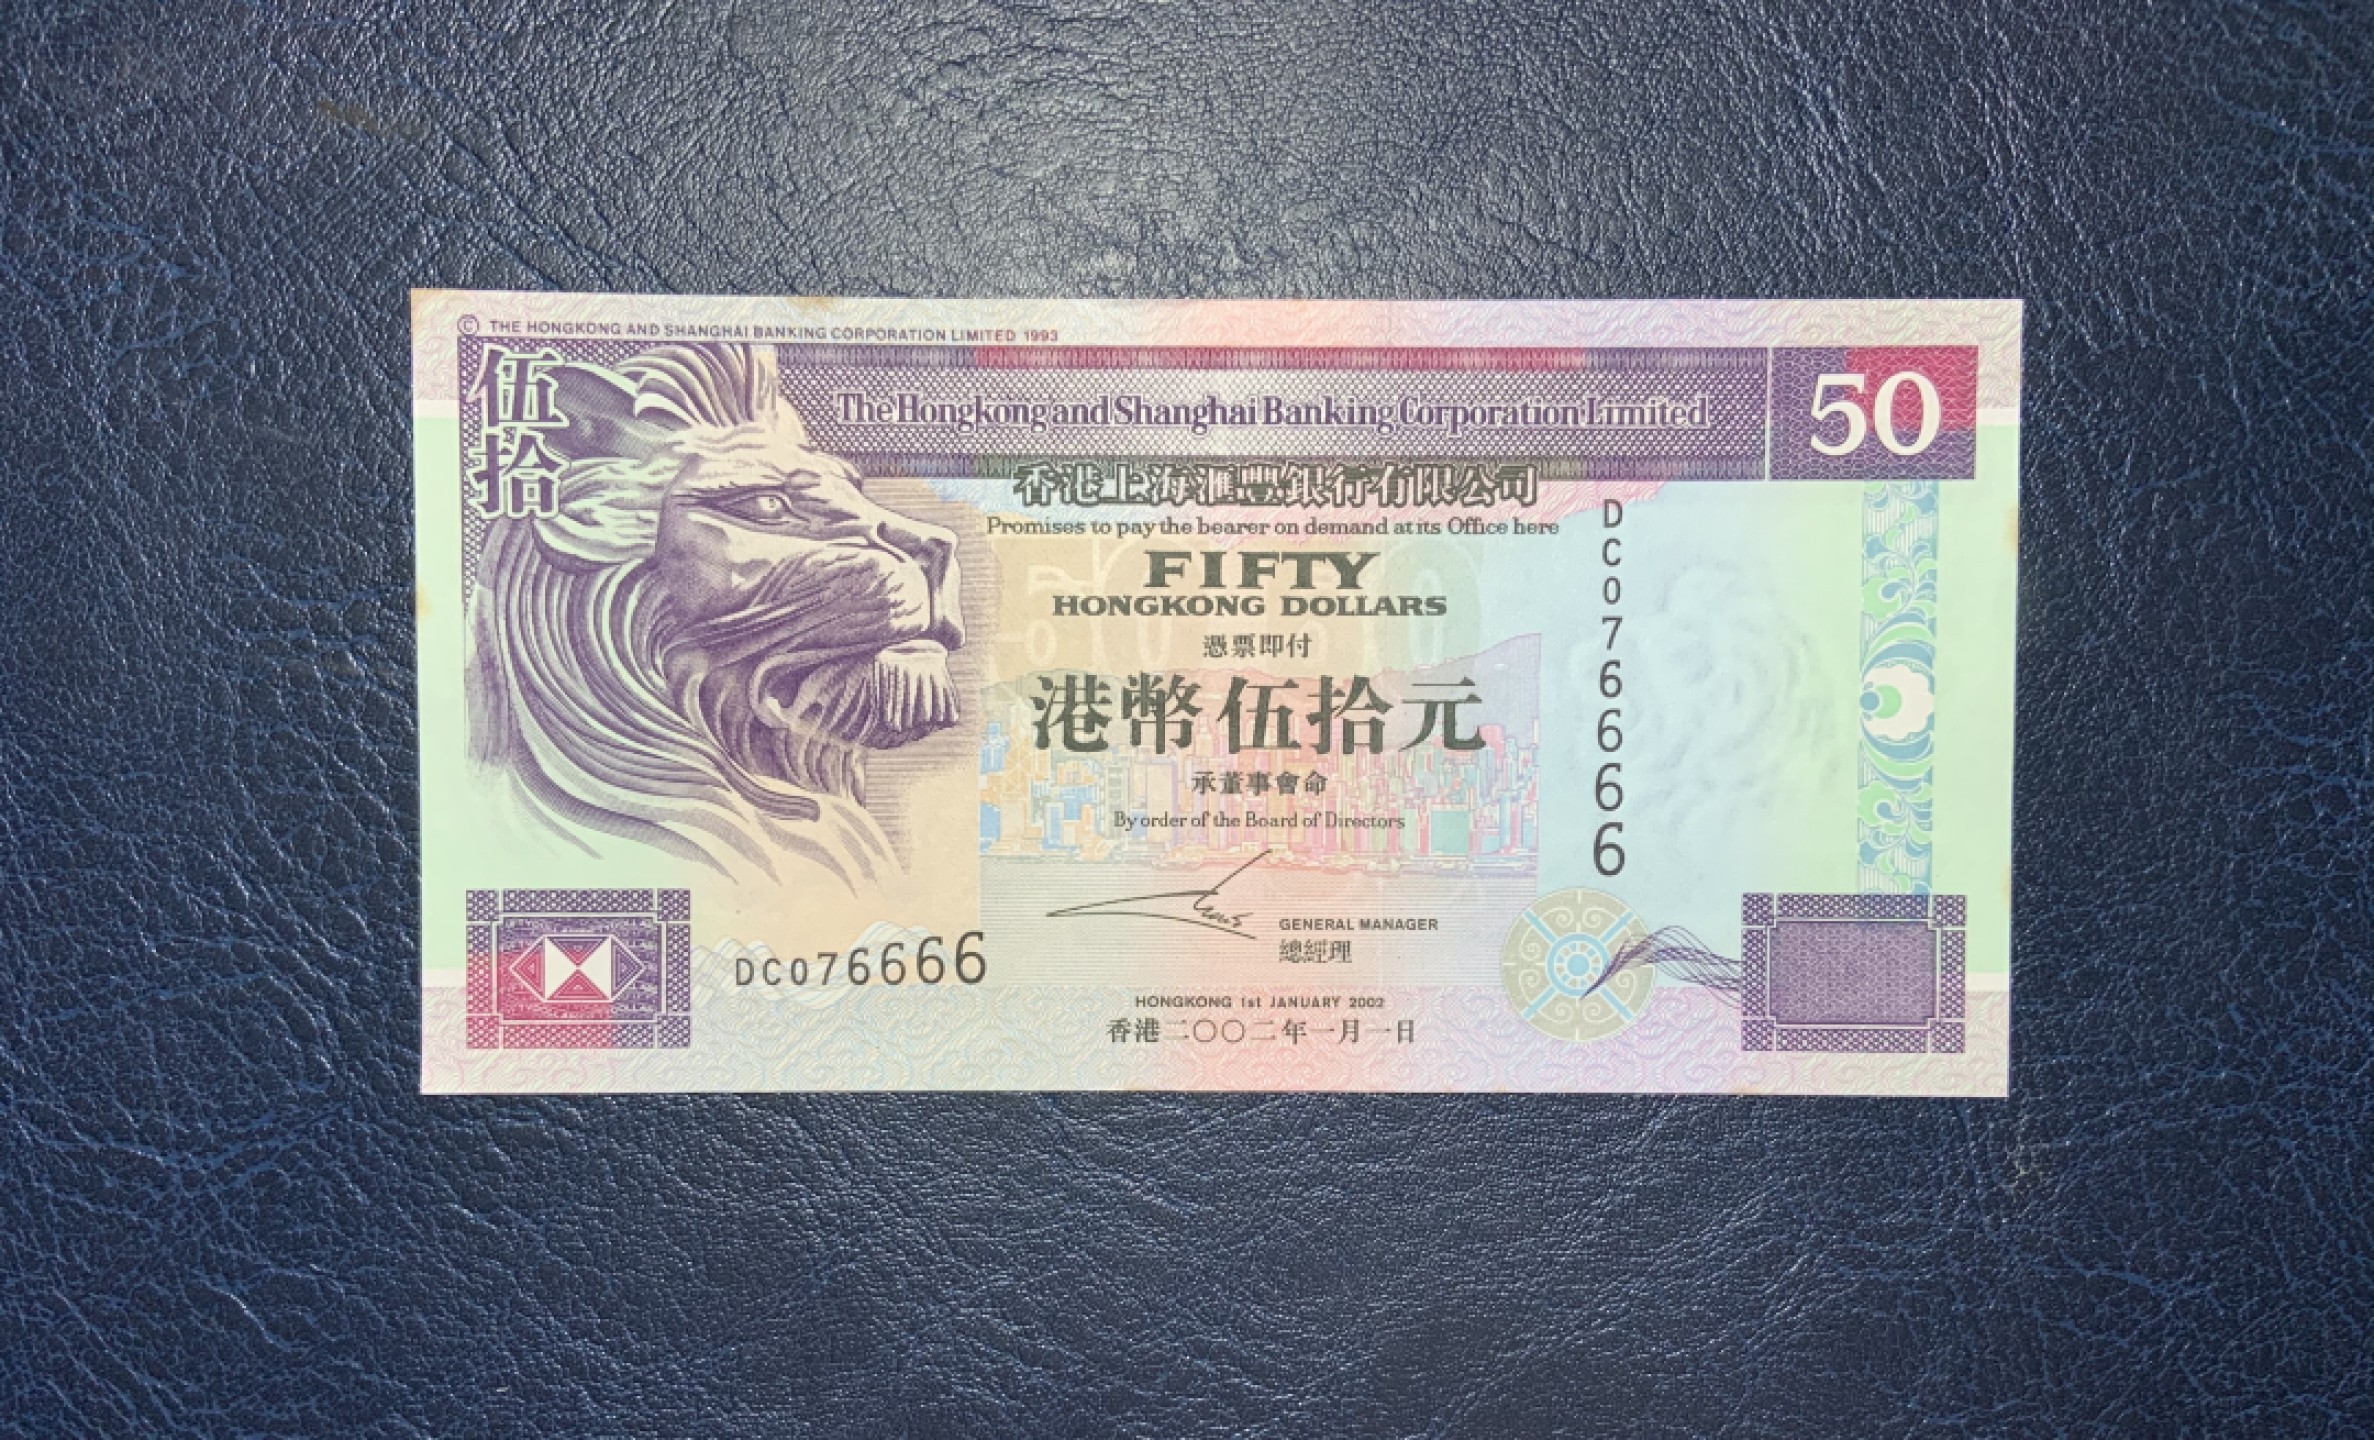 © THE HONGKONG AND SHANGHAI BANKING CORPORATION LIMITED 1993
伍拾
The Hongkong and Shanghai Banking Corporation Limited
50
香港上海滙豐銀行有限公司
Promises to pay the bearer on demand at its Office here
FIFTY
HONGKONG DOLLARS
憑票即付
港幣伍拾元
承董事會命
By order of the Board of Directors
DC076666
GENERAL MANAGER
總經理
DC076666
HONGKONG 1st JANUARY 2002
香港二〇〇二年一月一日